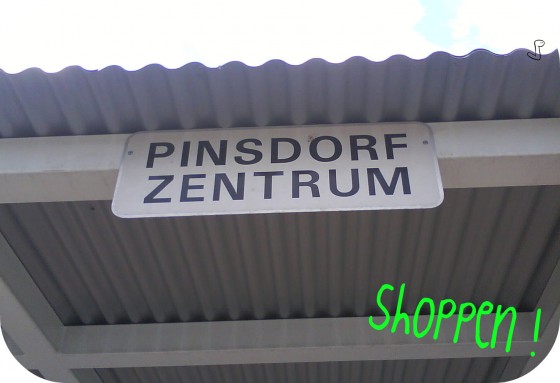 PINSDORF
ZENTRUM
Shoppen !